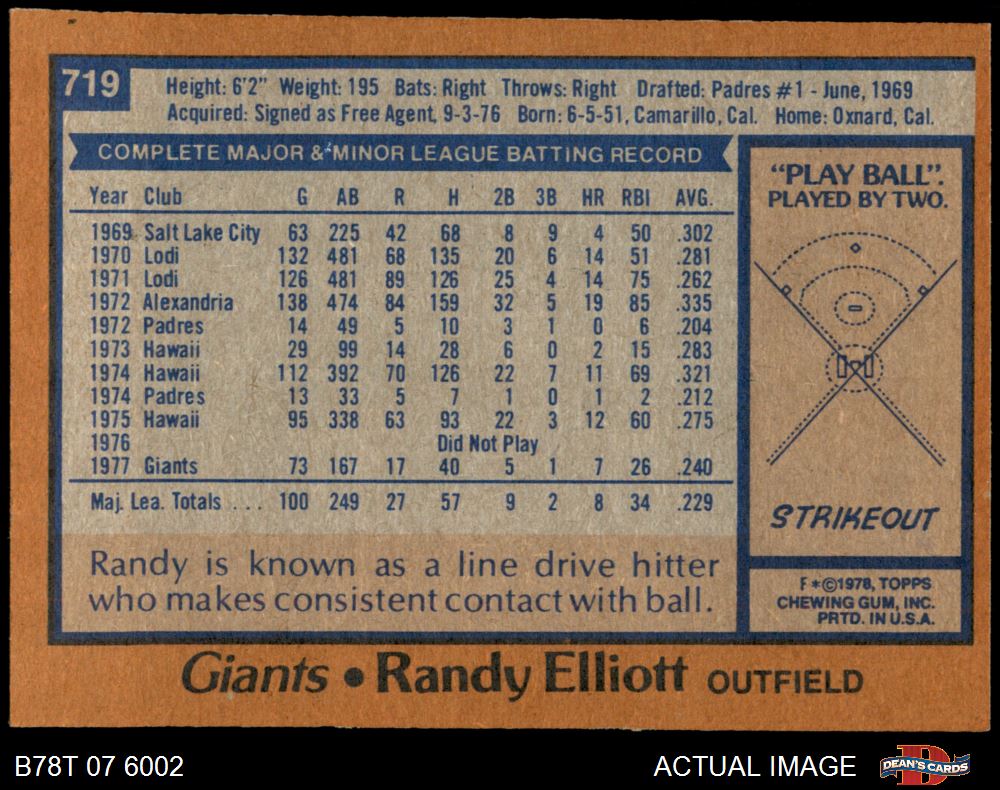 719
Height: 6'2" Weight: 195 Bats: Right Throws: Right Drafted: Padres #1 - June, 1969
Acquired: Signed as Free Agent, 9-3-76 Born: 6-5-51, Camarillo, Cal. Home: Oxnard, Cal.
COMPLETE MAJOR & MINOR LEAGUE BATTING RECORD
Year Club G AB R H 2B 3B HR RBI AVG.
1969 Salt Lake City 63 225 42 68 8 9 4 50 .302
1970 Lodi 132 481 68 135 20 6 14 51 .281
1971 Lodi 126 481 89 126 25 4 14 75 .262
1972 Alexandria 138 474 84 159 32 5 19 85 .335
1972 Padres 14 49 5 10 3 1 0 6 .204
1973 Hawaii 29 99 14 28 6 0 2 15 .283
1974 Hawaii 112 392 70 126 22 7 11 69 .321
1974 Padres 13 33 5 7 1 0 1 2 .212
1975 Hawaii 95 338 63 93 22 3 12 60 .275
1976 Did Not Play
1977 Giants 73 167 17 40 5 1 7 26 .240
Maj. Lea. Totals . . . 100 249 27 57 9 2 8 34 .229
Randy is known as a line drive hitter
who makes consistent contact with ball.
"PLAY BALL".
PLAYED BY TWO.
STRIKEOUT
F*©1978, TOPPS
CHEWING GUM, INC.
PRTD. IN U.S.A.
Giants • Randy Elliott OUTFIELD
B78T 07 6002
ACTUAL IMAGE
DEAN'S CARDS